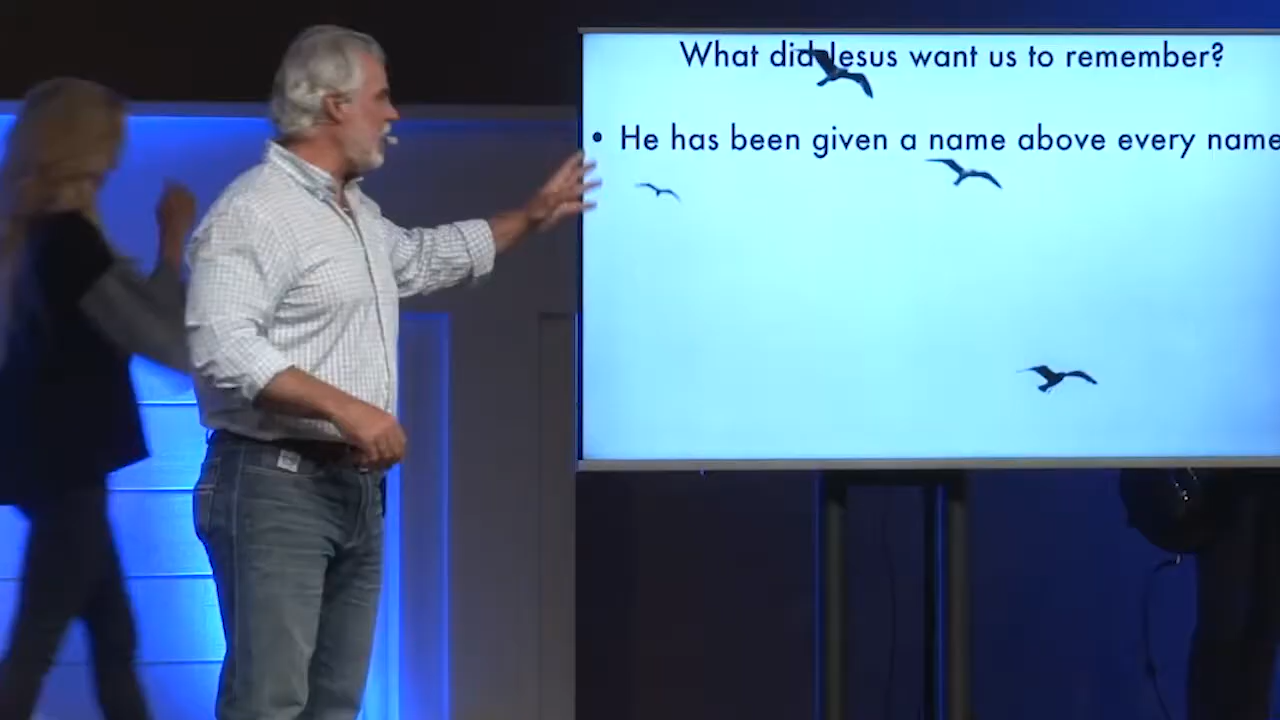 What did Jesus want us to remember?
• He has been given a name above every name